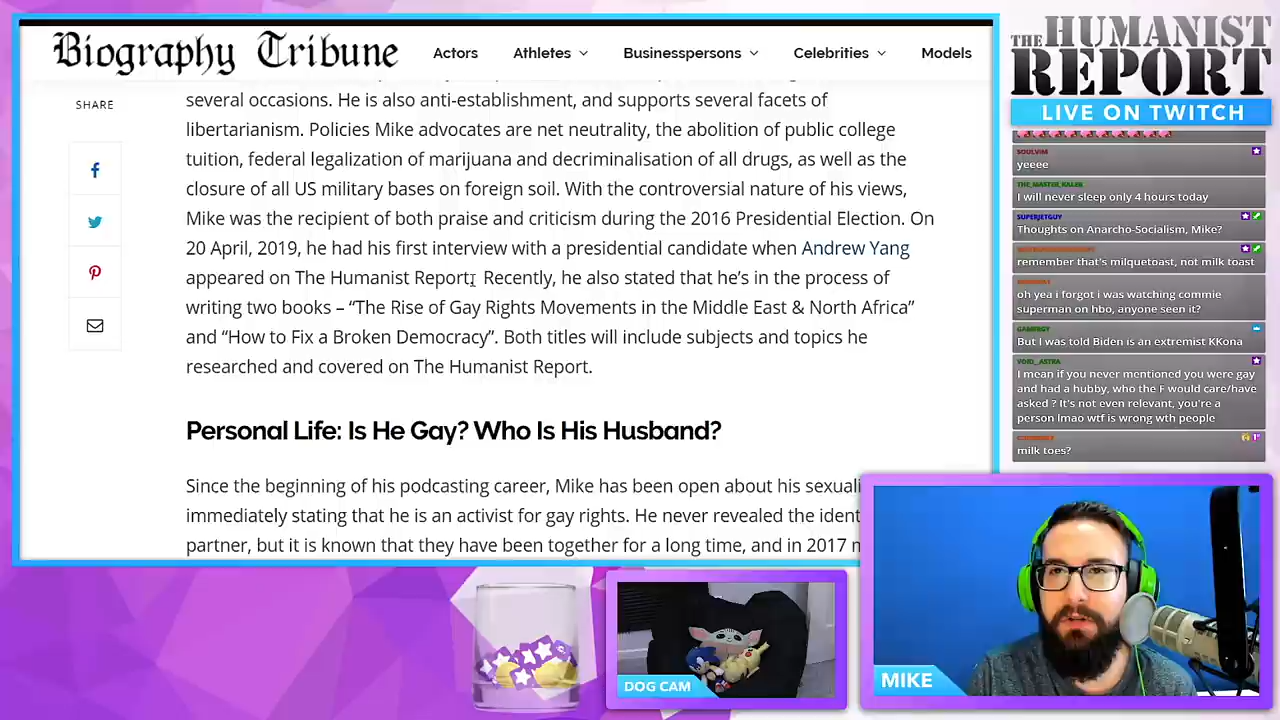 Biography Tribune
Actors
Athletes
Businesspersons
Celebrities
Models
SHARE
several occasions. He is also anti-establishment, and supports several facets of
libertarianism. Policies Mike advocates are net neutrality, the abolition of public college
tuition, federal legalization of marijuana and decriminalisation of all drugs, as well as the
closure of all US military bases on foreign soil. With the controversial nature of his views,
Mike was the recipient of both praise and criticism during the 2016 Presidential Election. On
20 April, 2019, he had his first interview with a presidential candidate when Andrew Yang
appeared on The Humanist Report. Recently, he also stated that he's in the process of
writing two books – “The Rise of Gay Rights Movements in the Middle East & North Africa”
and “How to Fix a Broken Democracy”. Both titles will include subjects and topics he
researched and covered on The Humanist Report.
Personal Life: Is He Gay? Who Is His Husband?
Since the beginning of his podcasting career, Mike has been open about his sexuali
immediately stating that he is an activist for gay rights. He never revealed the ident
partner, but it is known that they have been together for a long time, and in 2017 m
THE HUMANIST
REPORT
LIVE ON TWITCH
SOULVIM
yeeee
I will never sleep only 4 hours today
SUPERJETGUY
Thoughts on Anarcho-Socialism, Mike?
remember that's milquetoast, not milk toast
oh yea i forgot i was watching commie
superman on hbo, anyone seen it?
But I was told Biden is an extremist KKona
VOID_ASTRA
I mean if you never mentioned you were gay
and had a hubby, who the F would care/have
asked ? It's not even relevant, you're a
person lmao wtf is wrong wth people
milk toes?
DOG CAM
MIKE